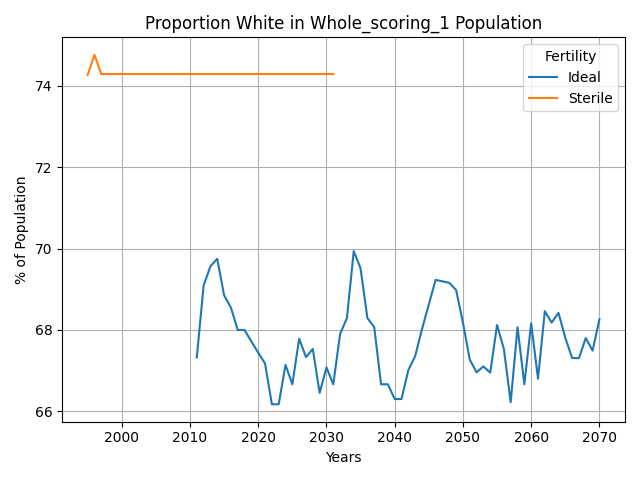 Proportion White in Whole_scoring_1 Population
Fertility
Ideal
Sterile
% of Population
74
72
70
68
66
2000
2010
2020
2030
2040
2050
2060
2070
Years